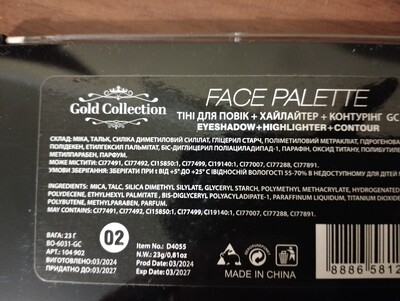 Gold Collection
FACE PALETTE
ТІНІ ДЛЯ ПОВІК + ХАЙЛАЙТЕР + КОНТУРІНГ GC
EYESHADOW+HIGHLIGHTER+CONTOUR
СКЛАД: МІКА, ТАЛЬК, СИЛІКА ДИМЕТИЛОВИЙ СИЛІЛАТ, ГЛІЦЕРИЛ СТАРЧ, ПОЛІМЕТИЛОВИЙ МЕТРАКЛАТ, ГІДРОГЕНОВА
ПОЛІДЕЦЕН, ЕТИЛГЕКСИЛ ПАЛЬМІТАТ, БІС-ДИГЛІЦЕРИЛ ПОЛІАЦИЛАДИПАД-1, ПАРАФІН, ОКСИД ТИТАНУ, ПОЛИБУТИЛЕ
МЕТИЛПАРАБЕН, ПАРФУМ.
МОЖЕ МІСТИТИ: CI77491, CI77492, CI15850:1, CI77499, CI19140:1, CI77007, CI77288, CI77891.
УМОВИ ЗБЕРІГАННЯ: ЗБЕРІГАТИ ПРИ t ВІД +5° ДО +25° С ВІДНОСНІЙ ВОЛОГОСТІ 55-70% В НЕДОСТУПНОМУ ДЛЯ ДІТЕЙ М
INGREDIENTS: MICA, TALC, SILICA DIMETHYL SILYLATE, GLYCERYL STARCH, POLYMETHYL METHACRYLATE, HYDROGENATED
POLYDECENE, ETHYLHEXYL PALMITATE, BIS-DIGLYCERYL POLYACYLADIPATE-1, PARAFFINUM LIQUIDUM, TITANIUM DIOXIDE
POLYBUTENE, METHYLPARABEN, PARFUM.
MAY CONTAINS: CI77491, CI77492, CI15850:1, CI77499, CI19140:1, CI77007, CI77288, CI77891.
ВАГА: 23 Г
BO-6031-GC
АРТ.: 104 902
ПРОДАТИ: 03/2024
ПРИДАТНО ДО: 03/2027
02
Item No.: D4055
N.W.: 23g/0,81oz
Prod Date: 03/2024
Exp Date: 03/2027
MADE IN CHINA
8886 5812